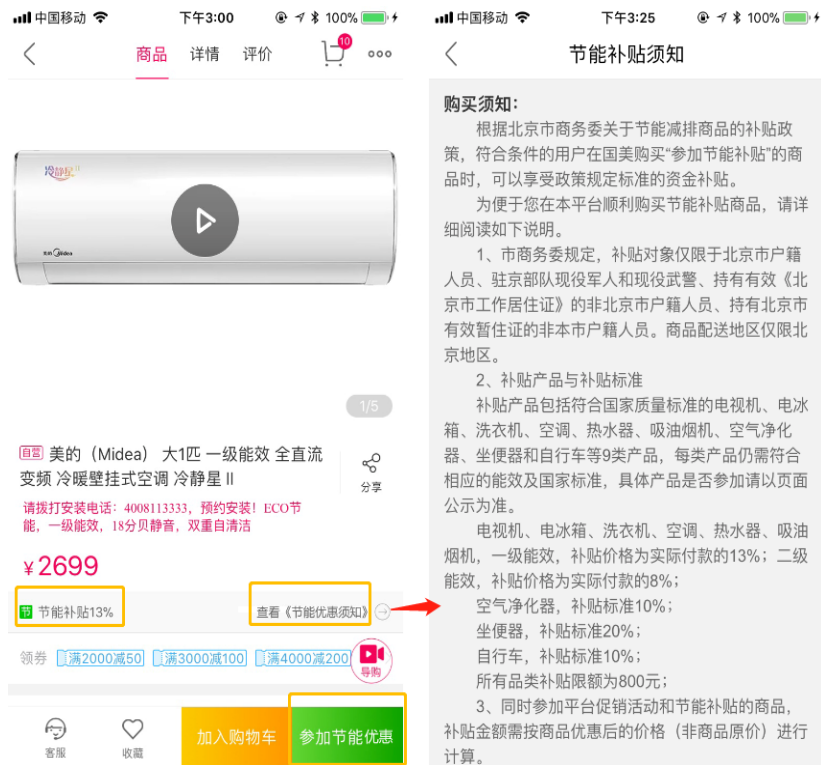 中国移动 下午3:00 100%
商品 详情 评价 10
冷静星II
美的 Midea
1/5
自营 美的（Midea） 大1匹 一级能效 全直流
变频 冷暖壁挂式空调 冷静星 II
分享
请拨打安装电话：4008111333，预约安装！ECO节
能，一级能效，18分贝静音，双重自清洁
¥2699
节 节能补贴13% 查看《节能优惠须知》
领券 满2000减50 满3000减100 满4000减200
导购
客服 收藏 加入购物车 参加节能优惠
中国移动 下午3:25 100%
节能补贴须知
购买须知：
根据北京市商务委关于节能减排商品的补贴政
策，符合条件的用户在国美购买“参加节能补贴”的商
品时，可以享受政策规定标准的资金补贴。
为便于您在本平台顺利购买节能补贴商品，请详
细阅读如下说明。
1、市商务委规定，补贴对象仅限于北京市户籍
人员、驻京部队现役军人和现役武警、持有有效《北
京市工作居住证》的非北京市户籍人员、持有北京市
有效暂住证的非本市户籍人员。商品配送地区仅限北
京地区。
2、补贴产品与补贴标准
补贴产品包括符合国家质量标准的电视机、电冰
箱、洗衣机、空调、热水器、吸油烟机、空气净化
器、坐便器和自行车等9类产品，每类产品仍需符合
相应的能效及国家标准，具体产品是否参加请以页面
公示为准。
电视机、电冰箱、洗衣机、空调、热水器、吸油
烟机，一级能效，补贴价格为实际付款的13%；二级
能效，补贴价格为实际付款的8%；
空气净化器，补贴标准10%；
坐便器，补贴标准20%；
自行车，补贴标准10%；
所有品类补贴限额为800元；
3、同时参加平台促销活动和节能补贴的商品，
补贴金额需按商品优惠后的价格（非商品原价）进行
计算。